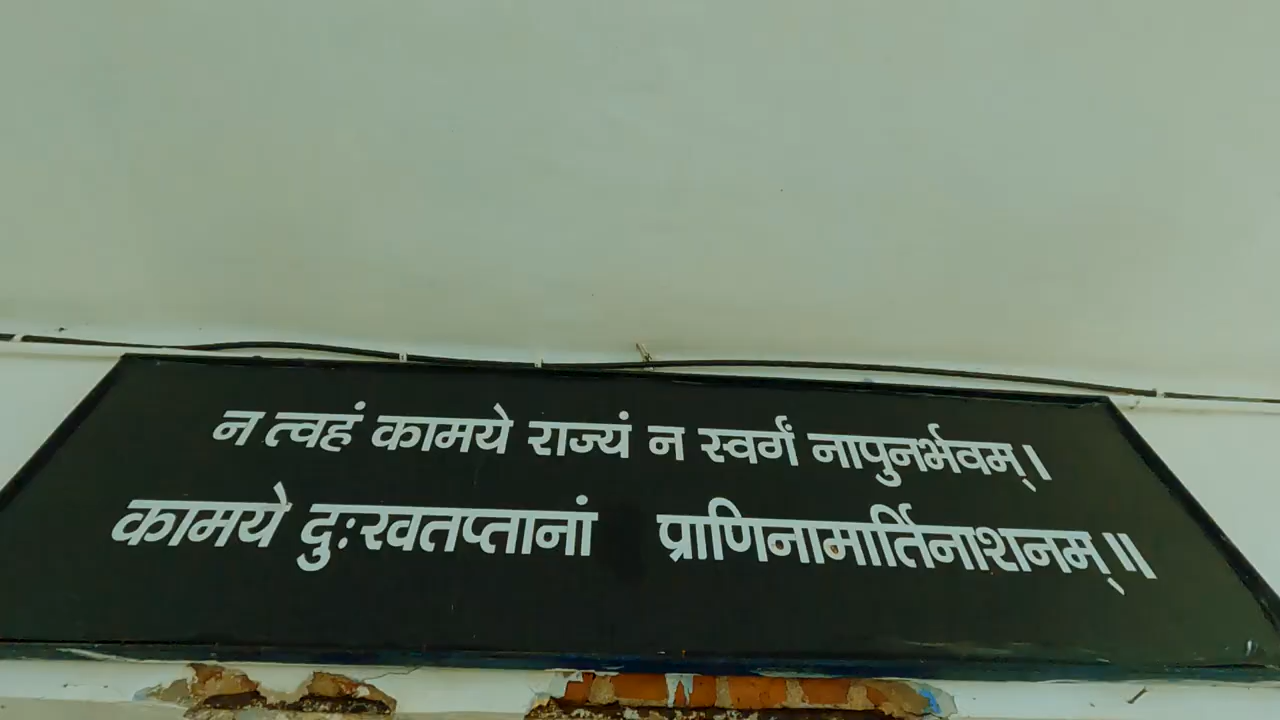 न त्वहं कामये राज्यं न स्वर्गं नापुनर्भवम्।
कामये दुःखतप्तानां प्राणिनामार्तिनाशनम्॥